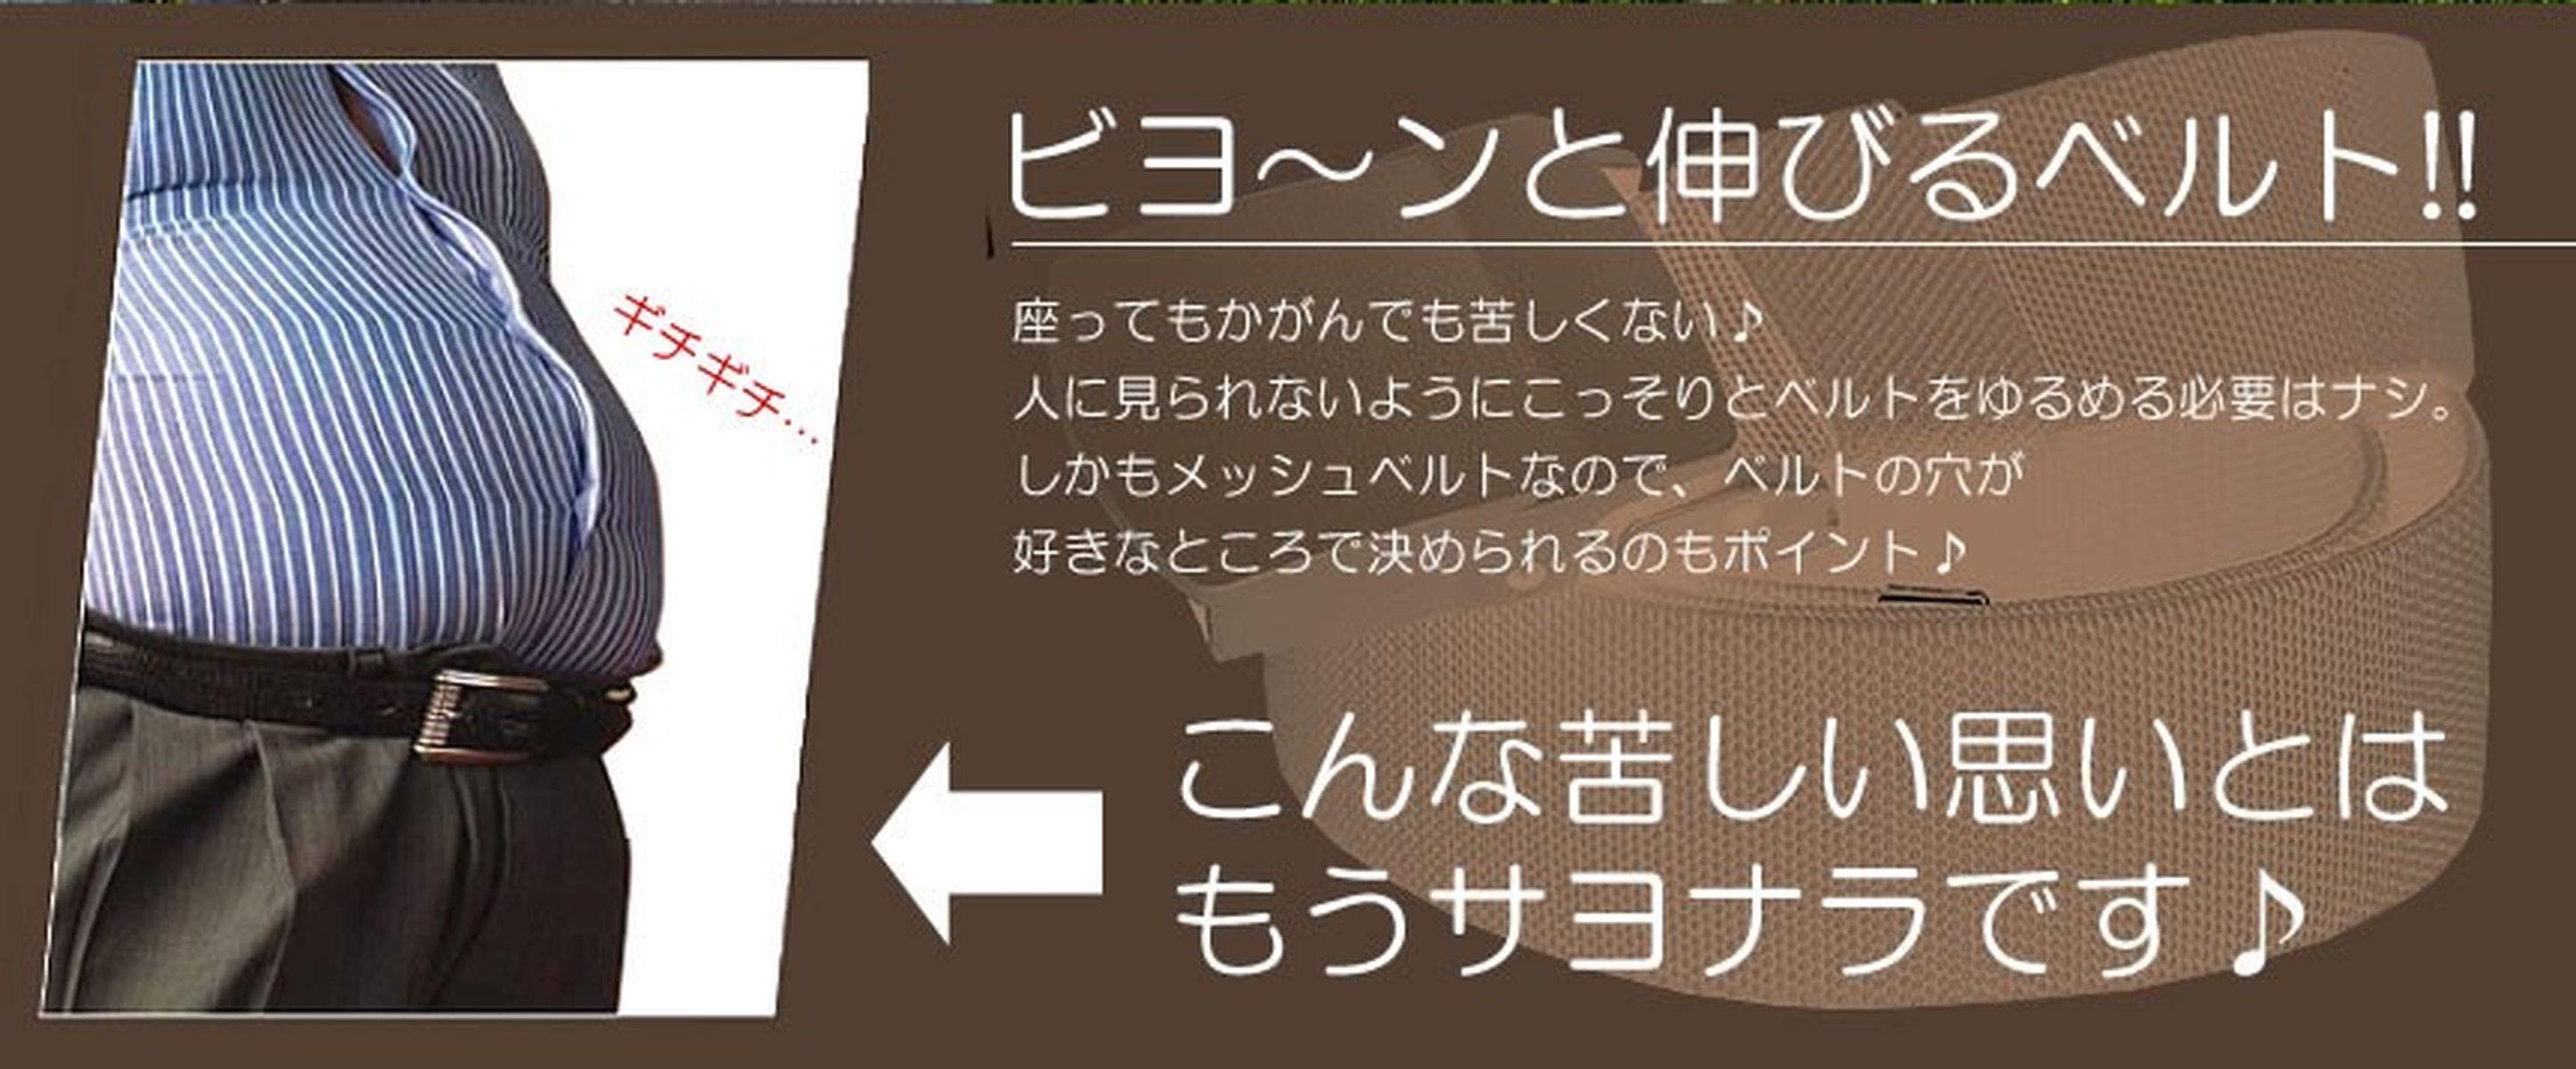 ビヨ～ンと伸びるベルト!!
ギチギチ…
座ってもかがんでも苦しくない♪
人に見られないようにこっそりとベルトをゆるめる必要はナシ。
しかもメッシュベルトなので、ベルトの穴が
好きなところで決められるのもポイント♪
こんな苦しい思いとは
もうサヨナラです♪